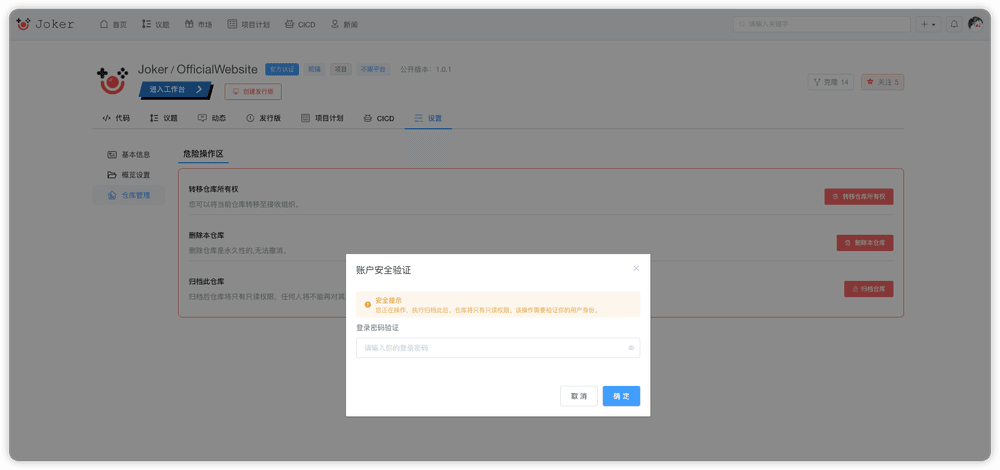 Joker 首页 议题 市场 项目计划 CICD 新闻 请输入关键字
Joker / OfficialWebsite 官方认证 前端 项目 不限平台 公开版本：1.0.1
进入工作台 创建发行版 克隆 14 关注 5
代码 议题 动态 发行版 项目计划 CICD 设置
基本信息
概览设置
仓库管理
危险操作区
转移仓库所有权
您可以将当前仓库转移至接收组织。
转移仓库所有权
删除本仓库
删除仓库是永久性的,无法撤消。
删除本仓库
归档此仓库
归档后仓库将只有只读权限，任何人将不能再对其
归档仓库
账户安全验证
安全提示
您正在操作，执行归档此后，仓库将只有只读权限，该操作需要验证你的用户身份。
登录密码验证
请输入你的登录密码
取消 确定